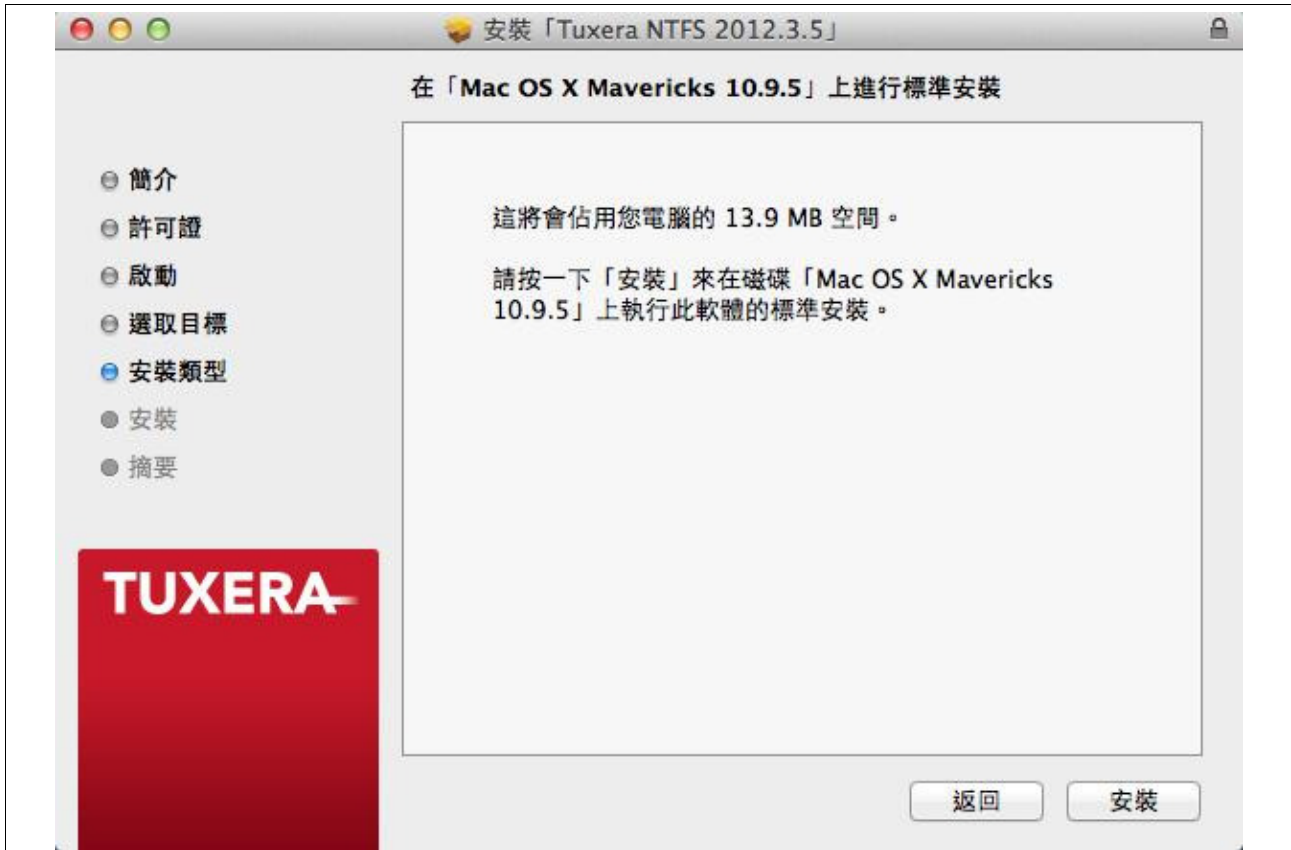 安裝「Tuxera NTFS 2012.3.5」
在「Mac OS X Mavericks 10.9.5」上進行標準安裝
簡介
許可證
啟動
選取目標
安裝類型
安裝
摘要
這將會佔用您電腦的 13.9 MB 空間。
請按一下「安裝」來在磁碟「Mac OS X Mavericks
10.9.5」上執行此軟體的標準安裝。
TUXERA
返回
安裝